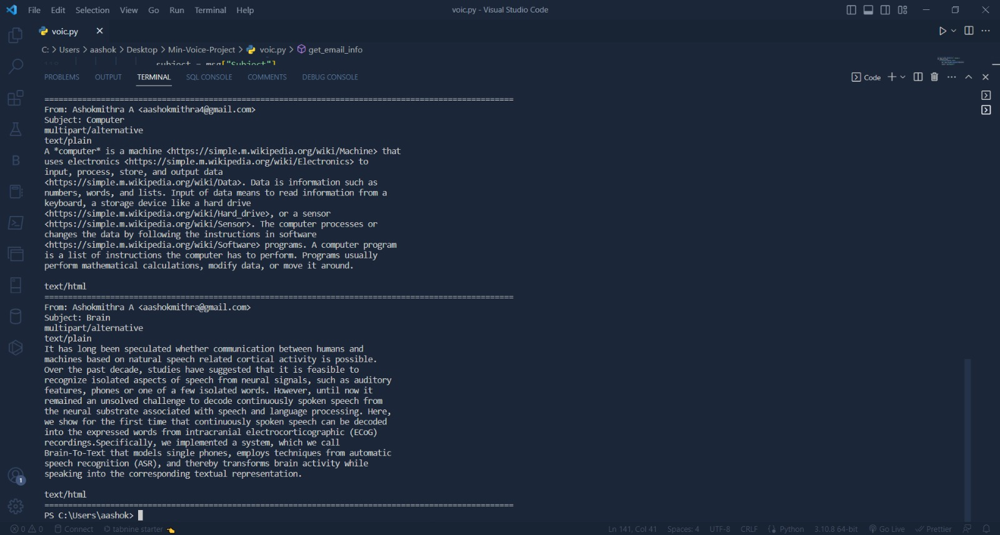 File Edit Selection View Go Run Terminal Help voic.py - Visual Studio Code
voic.py
C: > Users > aashok > Desktop > Min-Voice-Project > voic.py > get_email_info
subject = msg["Subject"]
PROBLEMS OUTPUT TERMINAL SQL CONSOLE COMMENTS DEBUG CONSOLE Code
====================================================================================================
From: Ashokmithra A <aashokmithra4@gmail.com>
Subject: Computer
multipart/alternative
text/plain
A *computer* is a machine <https://simple.m.wikipedia.org/wiki/Machine> that
uses electronics <https://simple.m.wikipedia.org/wiki/Electronics> to
input, process, store, and output data
<https://simple.m.wikipedia.org/wiki/Data>. Data is information such as
numbers, words, and lists. Input of data means to read information from a
keyboard, a storage device like a hard drive
<https://simple.m.wikipedia.org/wiki/Hard_drive>, or a sensor
<https://simple.m.wikipedia.org/wiki/Sensor>. The computer processes or
changes the data by following the instructions in software
<https://simple.m.wikipedia.org/wiki/Software> programs. A computer program
is a list of instructions the computer has to perform. Programs usually
perform mathematical calculations, modify data, or move it around.
text/html
====================================================================================================
From: Ashokmithra A <aashokmithra@gmail.com>
Subject: Brain
multipart/alternative
text/plain
It has long been speculated whether communication between humans and
machines based on natural speech related cortical activity is possible.
Over the past decade, studies have suggested that it is feasible to
recognize isolated aspects of speech from neural signals, such as auditory
features, phones or one of a few isolated words. However, until now it
remained an unsolved challenge to decode continuously spoken speech from
the neural substrate associated with speech and language processing. Here,
we show for the first time that continuously spoken speech can be decoded
into the expressed words from intracranial electrocorticographic (ECoG)
recordings.Specifically, we implemented a system, which we call
Brain-To-Text that models single phones, employs techniques from automatic
speech recognition (ASR), and thereby transforms brain activity while
speaking into the corresponding textual representation.
text/html
====================================================================================================
PS C:\Users\aashok>
1
0 0 Connect tabnine starter Ln 141, Col 41 Spaces: 4 UTF-8 CRLF Python 3.10.8 64-bit Go Live Prettier